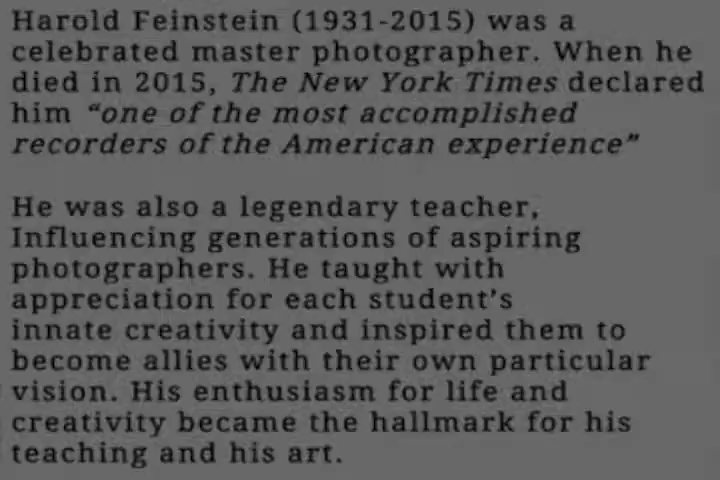 Harold Feinstein (1931-2015) was a
celebrated master photographer. When he
died in 2015, The New York Times declared
him “one of the most accomplished
recorders of the American experience”
He was also a legendary teacher,
Influencing generations of aspiring
photographers. He taught with
appreciation for each student’s
innate creativity and inspired them to
become allies with their own particular
vision. His enthusiasm for life and
creativity became the hallmark for his
teaching and his art.